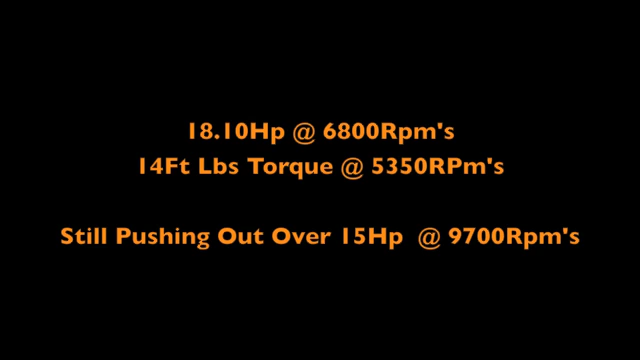 18.10Hp @ 6800Rpm's
14Ft Lbs Torque @ 5350RPm's
Still Pushing Out Over 15Hp  @ 9700Rpm's